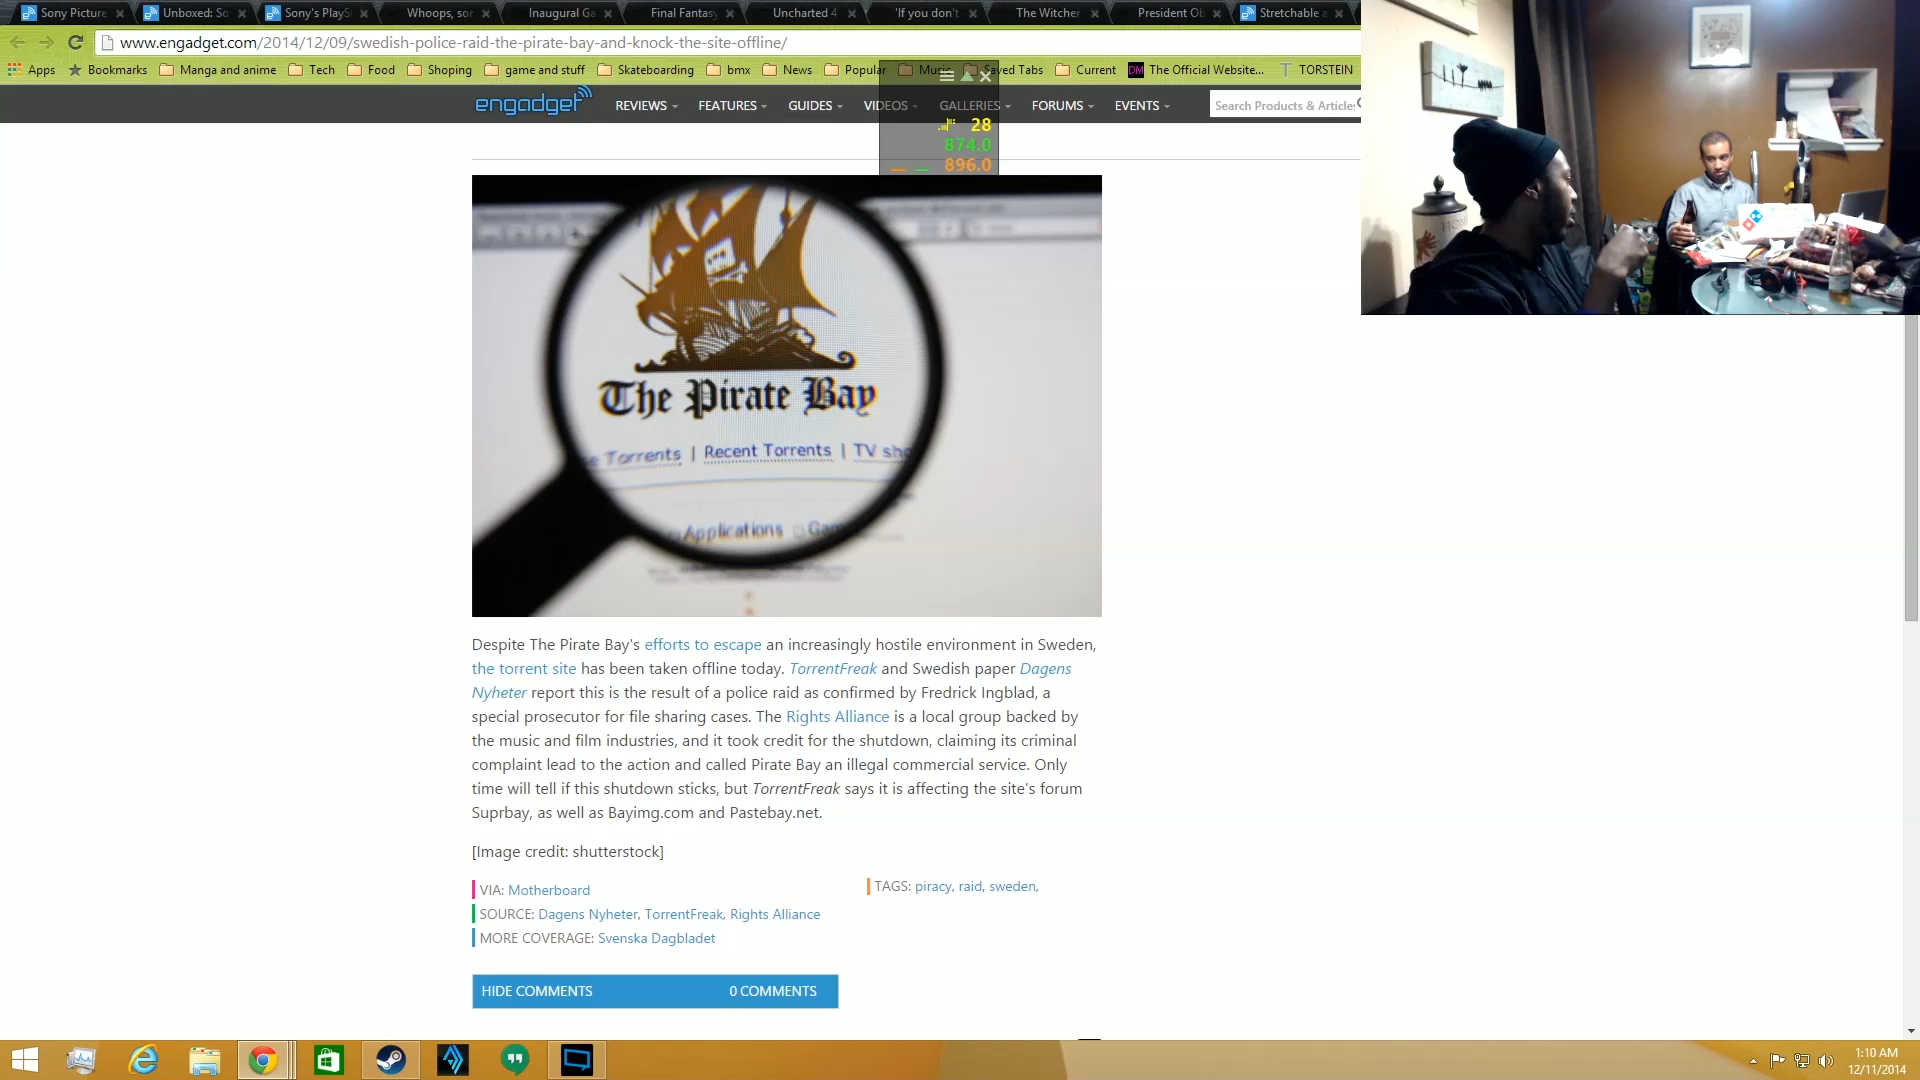 Sony Picture
Unboxed: So
Sony's PlaySt
Whoops, sor
Inaugural Ga
Final Fantasy
Uncharted 4
'If you don't
The Witcher
President Ob
Stretchable a
www.engadget.com/2014/12/09/swedish-police-raid-the-pirate-bay-and-knock-the-site-offline/
Apps
Bookmarks
Manga and anime
Tech
Food
Shoping
game and stuff
Skateboarding
bmx
News
Popular
Music
Saved Tabs
Current
DM
The Official Website...
TORSTEIN
engadget
REVIEWS
FEATURES
GUIDES
VIDEOS
GALLERIES
FORUMS
EVENTS
Search Products & Articles
28
874.0
896.0
HOME
The Pirate Bay
e Torrents | Recent Torrents | TV sho
Applications
Gam
Despite The Pirate Bay's efforts to escape an increasingly hostile environment in Sweden,
the torrent site has been taken offline today. TorrentFreak and Swedish paper Dagens
Nyheter report this is the result of a police raid as confirmed by Fredrick Ingblad, a
special prosecutor for file sharing cases. The Rights Alliance is a local group backed by
the music and film industries, and it took credit for the shutdown, claiming its criminal
complaint lead to the action and called Pirate Bay an illegal commercial service. Only
time will tell if this shutdown sticks, but TorrentFreak says it is affecting the site's forum
Suprbay, as well as Bayimg.com and Pastebay.net.
[Image credit: shutterstock]
VIA: Motherboard
TAGS: piracy, raid, sweden,
SOURCE: Dagens Nyheter, TorrentFreak, Rights Alliance
MORE COVERAGE: Svenska Dagbladet
HIDE COMMENTS
0 COMMENTS
1:10 AM
12/11/2014